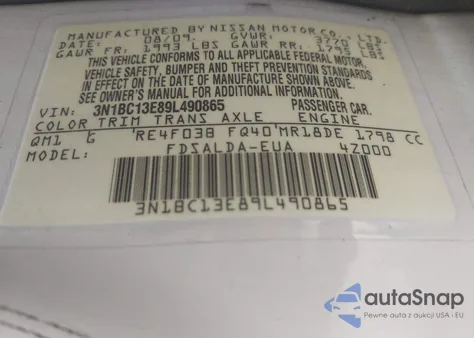 MANUFACTURED BY NISSAN MOTOR CO., LTD.
DATE: 08/09. GVWR: 3770 LBS
GAWR FR: 1993 LBS GAWR RR: 1795 LBS
THIS VEHICLE CONFORMS TO ALL APPLICABLE FEDERAL MOTOR
VEHICLE SAFETY, BUMPER AND THEFT PREVENTION STANDARDS
IN EFFECT ON THE DATE OF MANUFACTURE SHOWN ABOVE.
SEE OWNER'S MANUAL FOR ADDITIONAL INFORMATION.
VIN: 3N1BC13E89L490865 PASSENGER CAR.
COLOR TRIM TRANS AXLE ENGINE
QM1 G RE4F03B FQ40 MR18DE 1798 CC
MODEL: FDSALDA-EUA 4Z000
3N1BC13E89L490865
autoSnap
Pewne auta z aukcji USA - EU